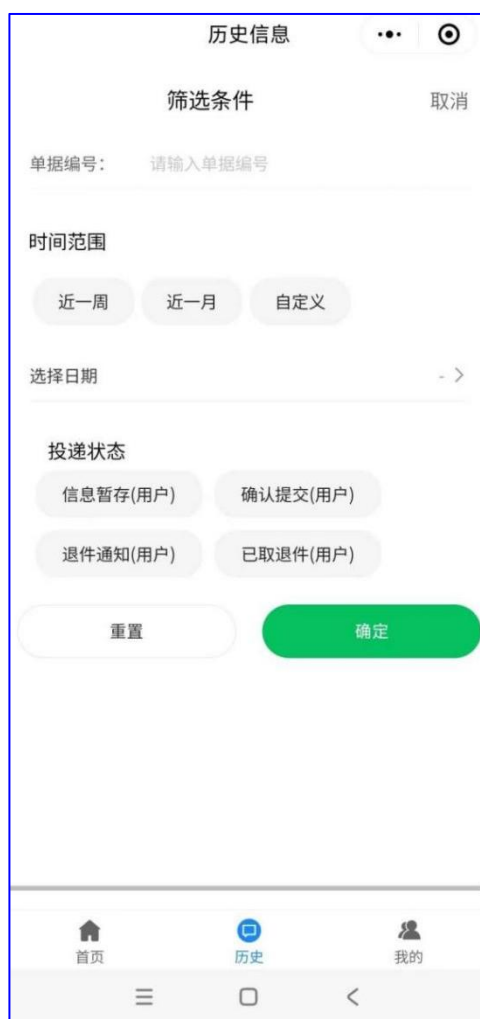 历史信息
筛选条件 取消
单据编号： 请输入单据编号
时间范围
近一周 近一月 自定义
选择日期 -
投递状态
信息暂存(用户) 确认提交(用户)
退件通知(用户) 已取退件(用户)
重置 确定
首页 历史 我的